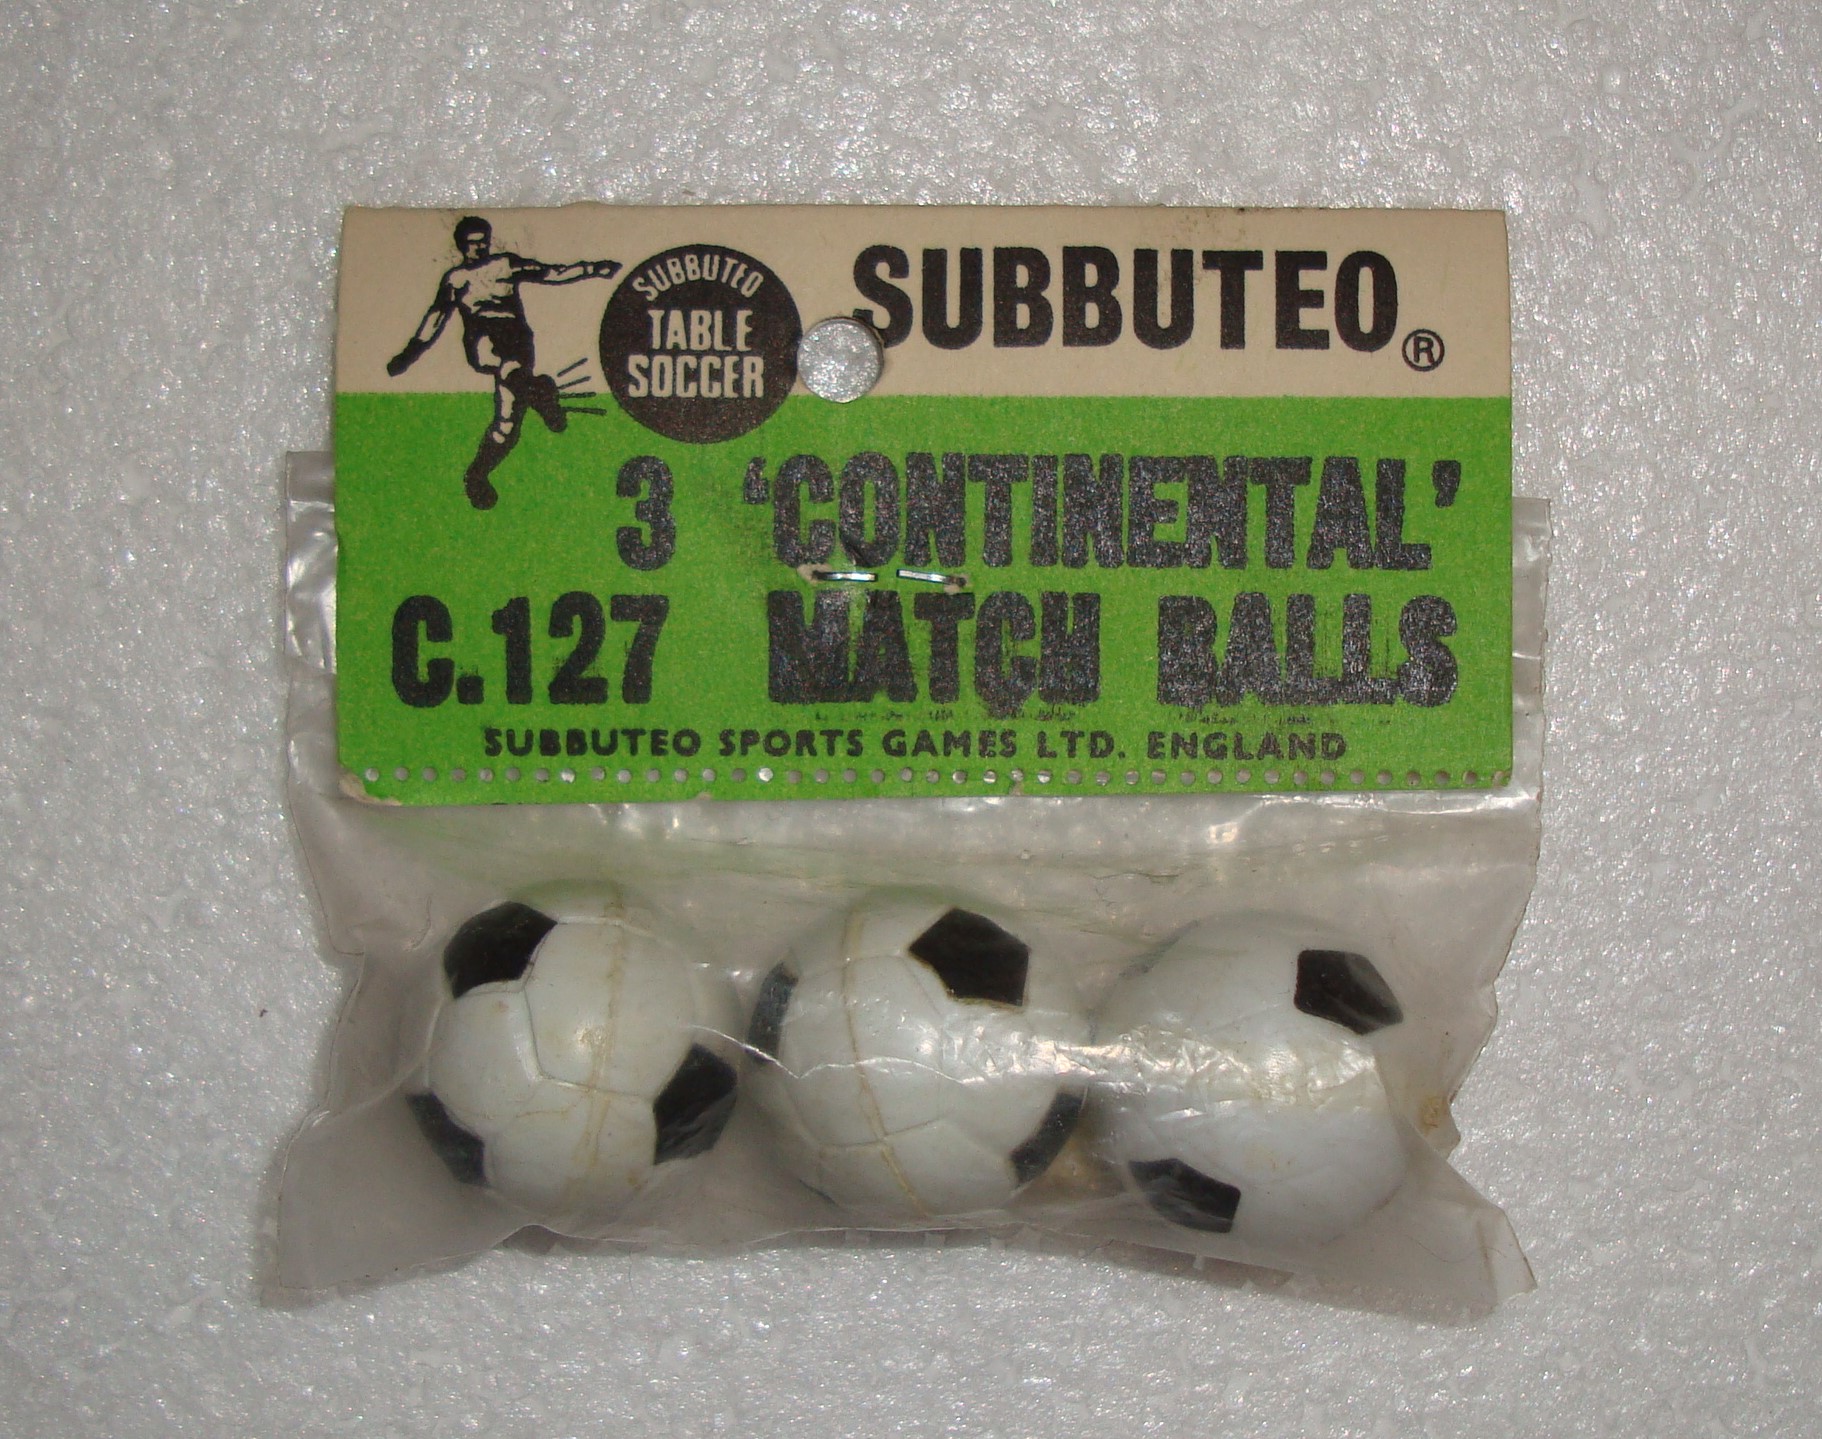 SUBBUTEO
TABLE
SOCCER
SUBBUTEO®
3 'CONTINENTAL'
C.127 MATCH BALLS
SUBBUTEO SPORTS GAMES LTD. ENGLAND